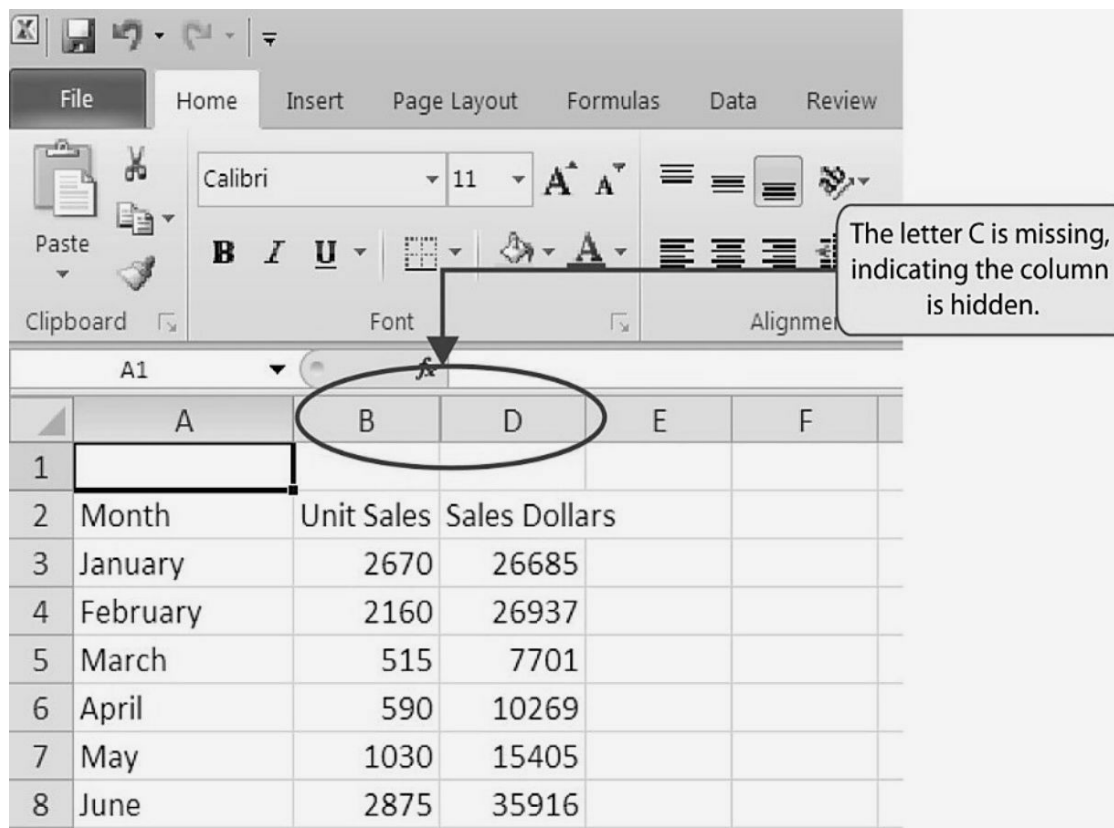 File Home Insert Page Layout Formulas Data Review
Calibri 11 A A
Paste
B I U A
The letter C is missing,
indicating the column
is hidden.
Clipboard Font
A1 fx
A B D E F
1
2 Month Unit Sales Sales Dollars
3 January 2670 26685
4 February 2160 26937
5 March 515 7701
6 April 590 10269
7 May 1030 15405
8 June 2875 35916